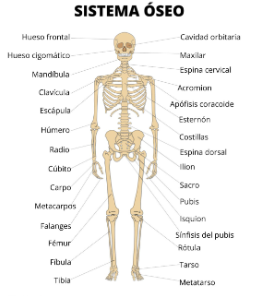 SISTEMA ÓSEO
Hueso frontal
Hueso cigomático
Mandíbula
Clavícula
Escápula
Húmero
Radio
Cúbito
Carpo
Metacarpos
Falanges
Fémur
Fíbula
Tibia
Cavidad orbitaria
Maxilar
Espina cervical
Acromion
Apófisis coracoide
Esternón
Costillas
Espina dorsal
Ilion
Sacro
Pubis
Isquion
Sínfisis del pubis
Rótula
Tarso
Metatarso